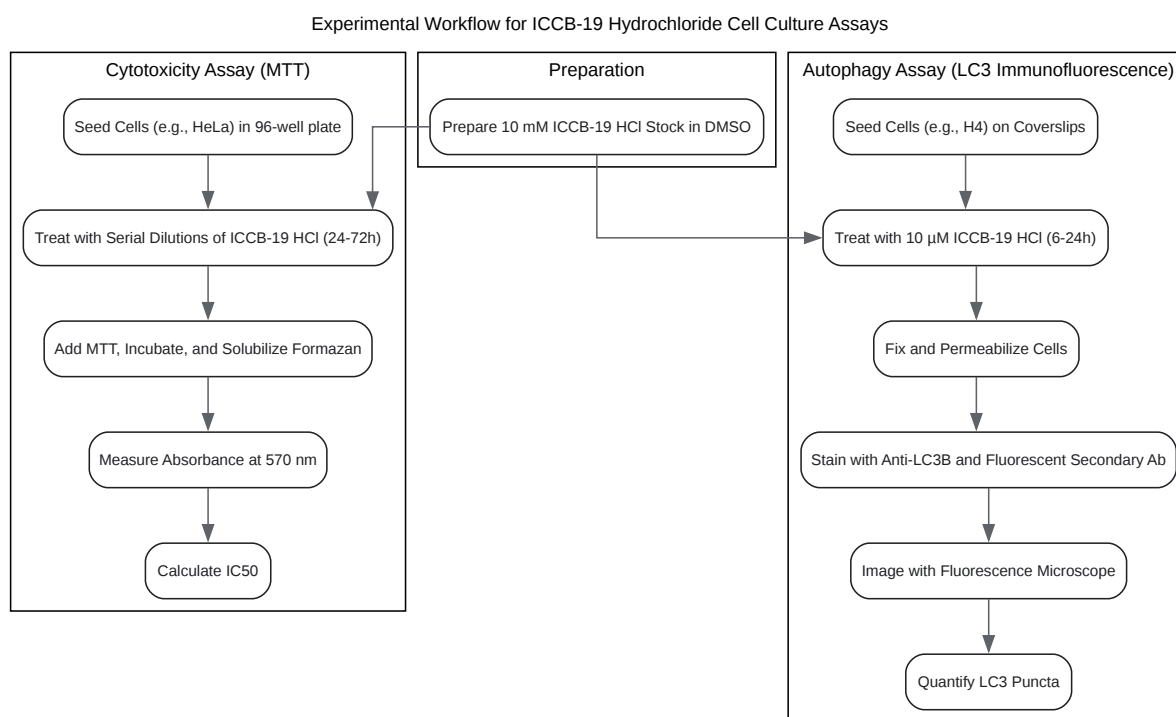 Experimental Workflow for ICCB-19 Hydrochloride Cell Culture Assays
Cytotoxicity Assay (MTT)
Seed Cells (e.g., HeLa) in 96-well plate
Treat with Serial Dilutions of ICCB-19 HCl (24-72h)
Add MTT, Incubate, and Solubilize Formazan
Measure Absorbance at 570 nm
Calculate IC50
Preparation
Prepare 10 mM ICCB-19 HCl Stock in DMSO
Autophagy Assay (LC3 Immunofluorescence)
Seed Cells (e.g., H4) on Coverslips
Treat with 10 µM ICCB-19 HCl (6-24h)
Fix and Permeabilize Cells
Stain with Anti-LC3B and Fluorescent Secondary Ab
Image with Fluorescence Microscope
Quantify LC3 Puncta